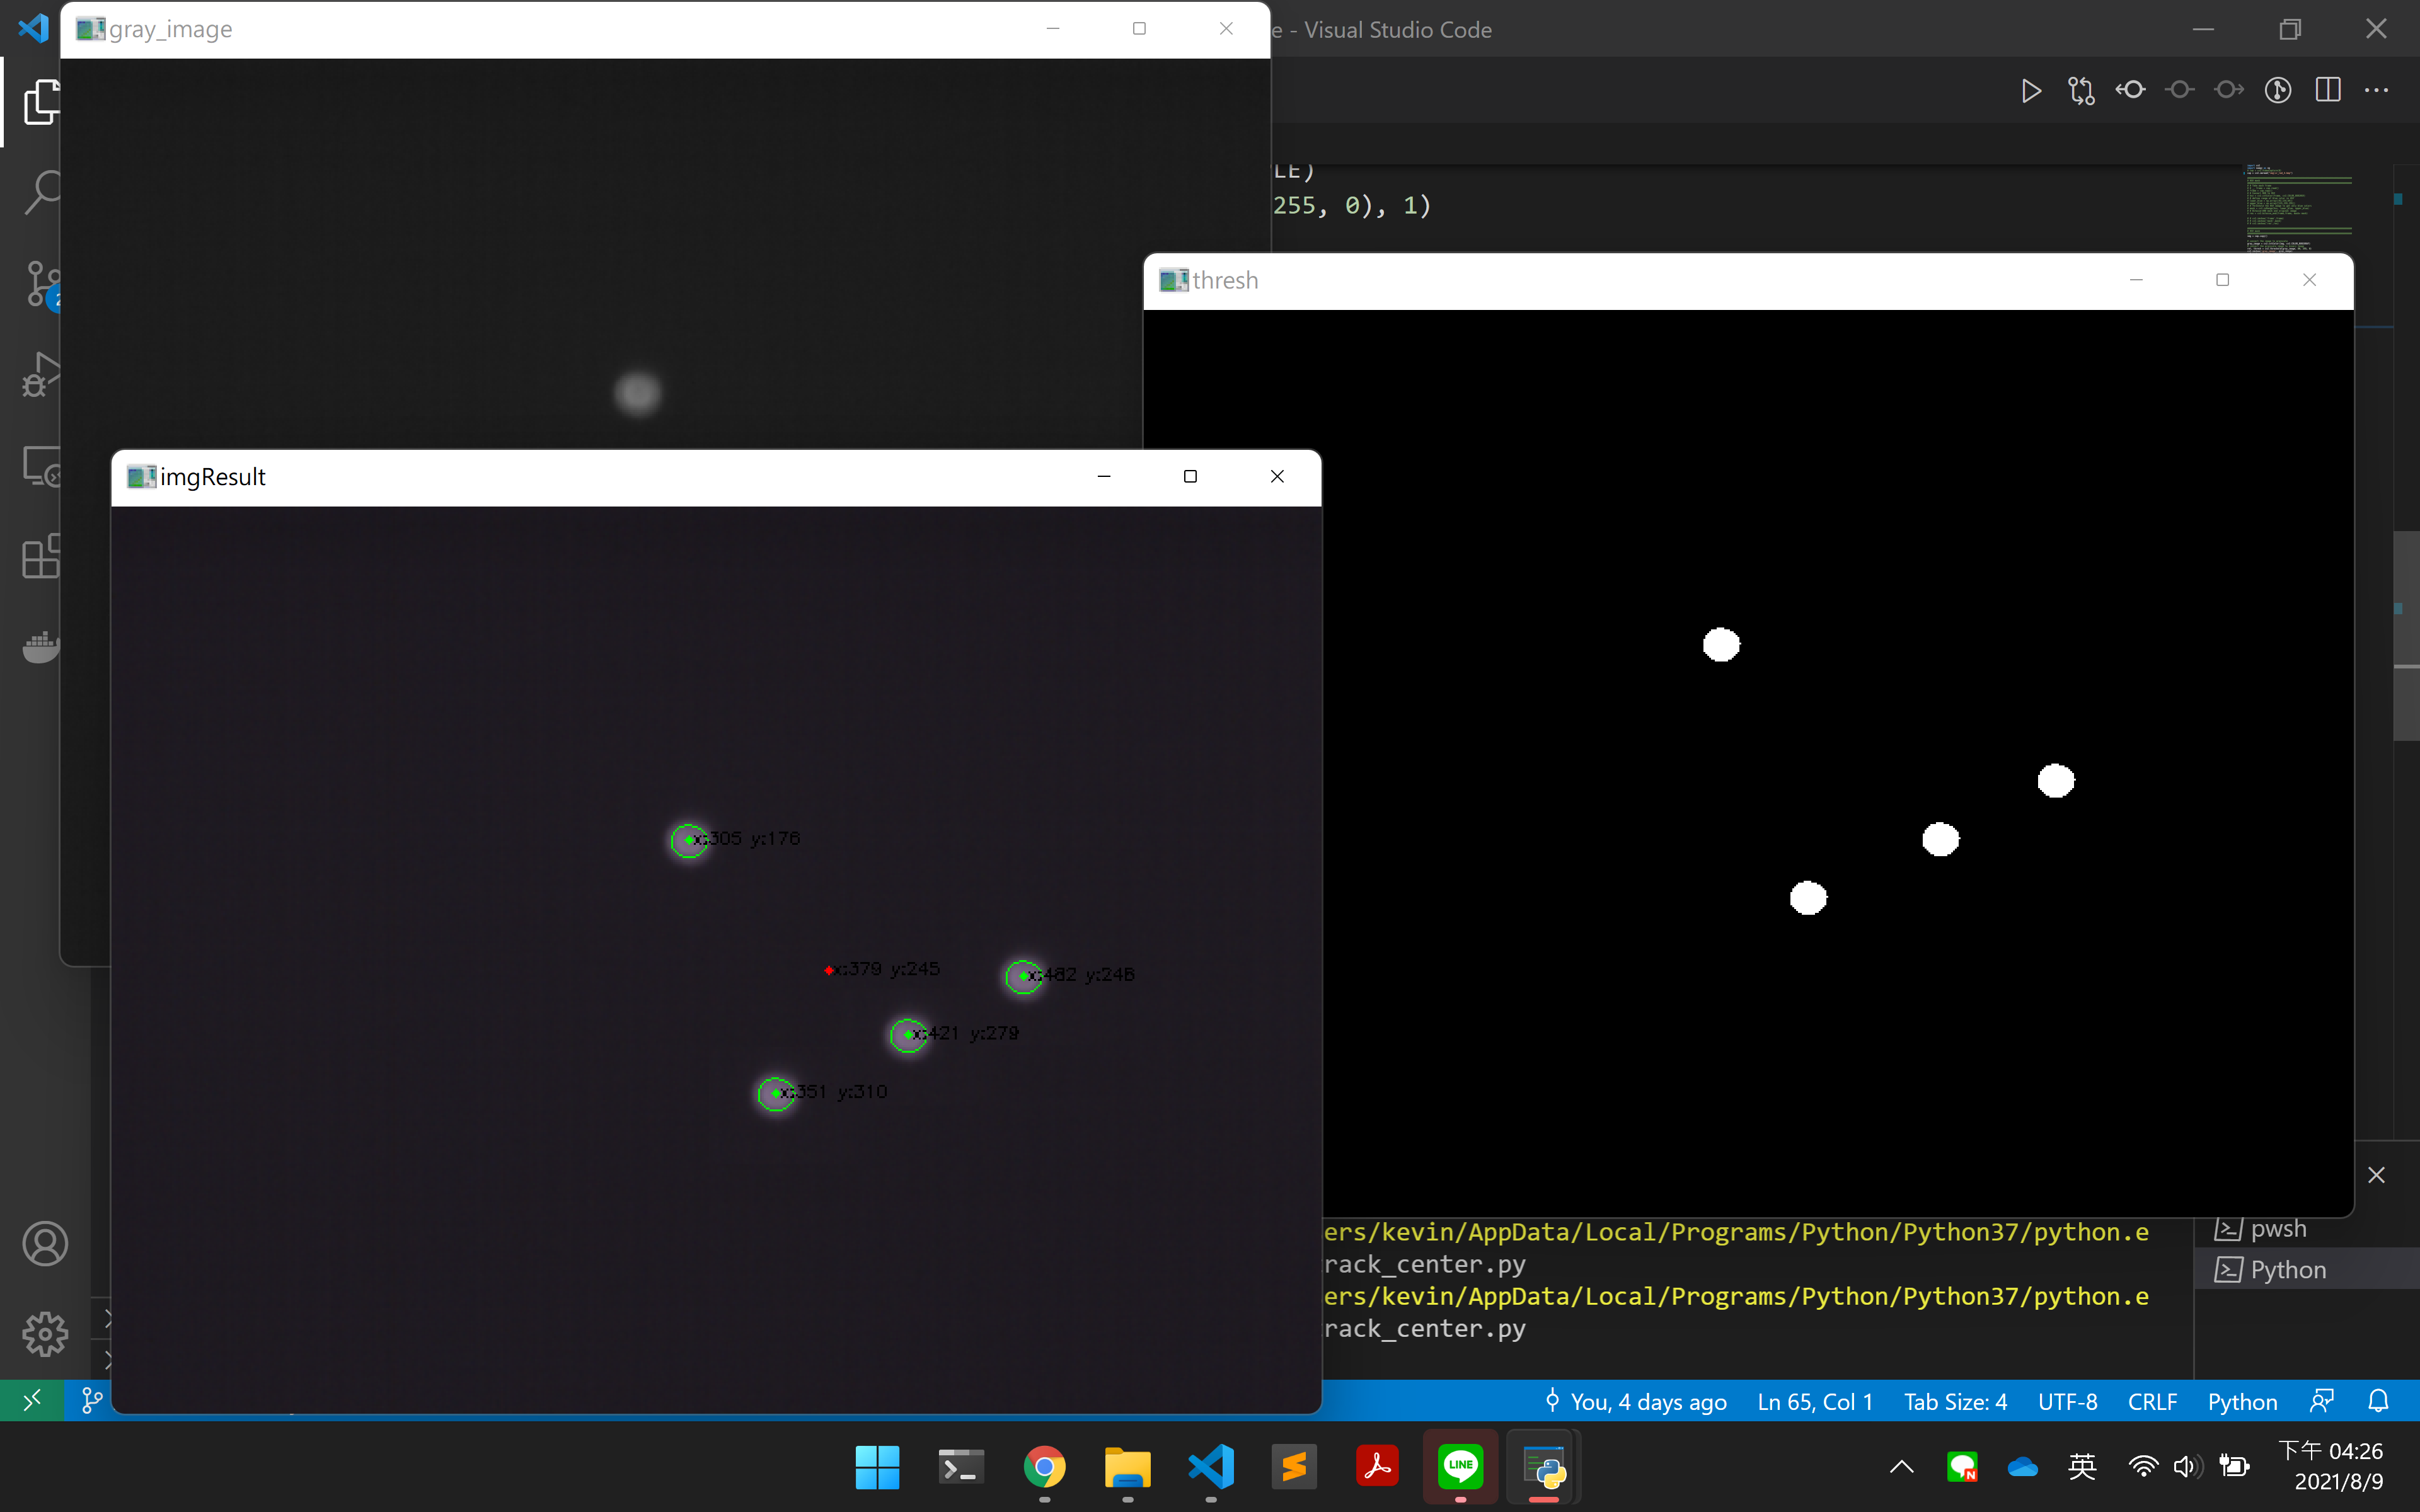 gray_image
e - Visual Studio Code
LE)
255, 0), 1)
thresh
imgResult
x:305 y:176
x:379 y:245
x:482 y:248
x:421 y:279
x:351 y:310
ers/kevin/AppData/Local/Programs/Python/Python37/python.e
rack_center.py
ers/kevin/AppData/Local/Programs/Python/Python37/python.e
rack_center.py
pwsh
Python
You, 4 days ago
Ln 65, Col 1
Tab Size: 4
UTF-8
CRLF
Python
LINE
英
下午 04:26
2021/8/9